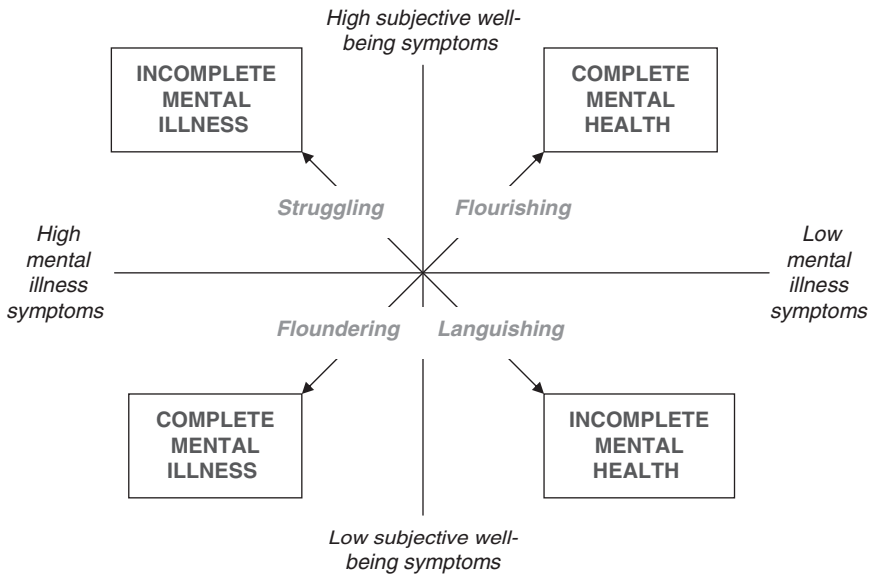 High subjective well-
being symptoms
INCOMPLETE
MENTAL
ILLNESS
COMPLETE
MENTAL
HEALTH
Struggling
Flourishing
High
mental
illness
symptoms
Low
mental
illness
symptoms
Floundering
Languishing
COMPLETE
MENTAL
ILLNESS
INCOMPLETE
MENTAL
HEALTH
Low subjective well-
being symptoms